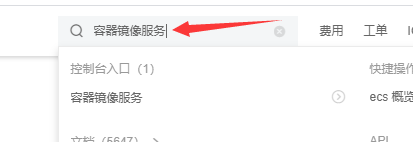 容器镜像服务 费用 工单
控制台入口（1） 快捷操作
容器镜像服务 ecs 概览
文档（5647） API